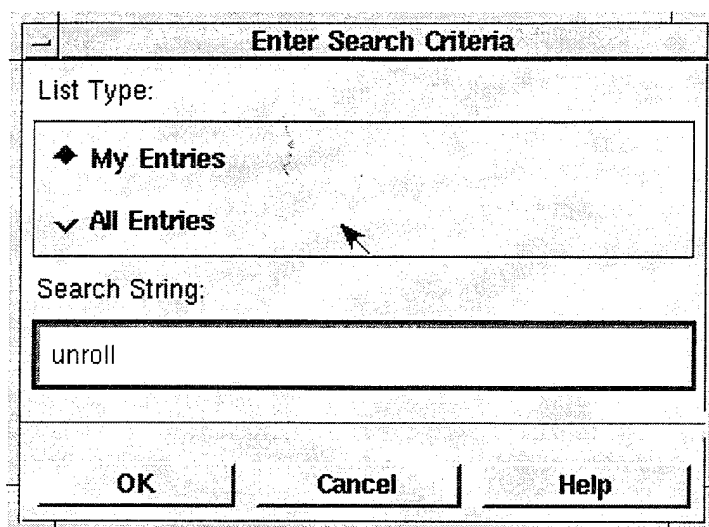 Enter Search Criteria
List Type:
My Entries
All Entries
Search String:
unroll
OK Cancel Help